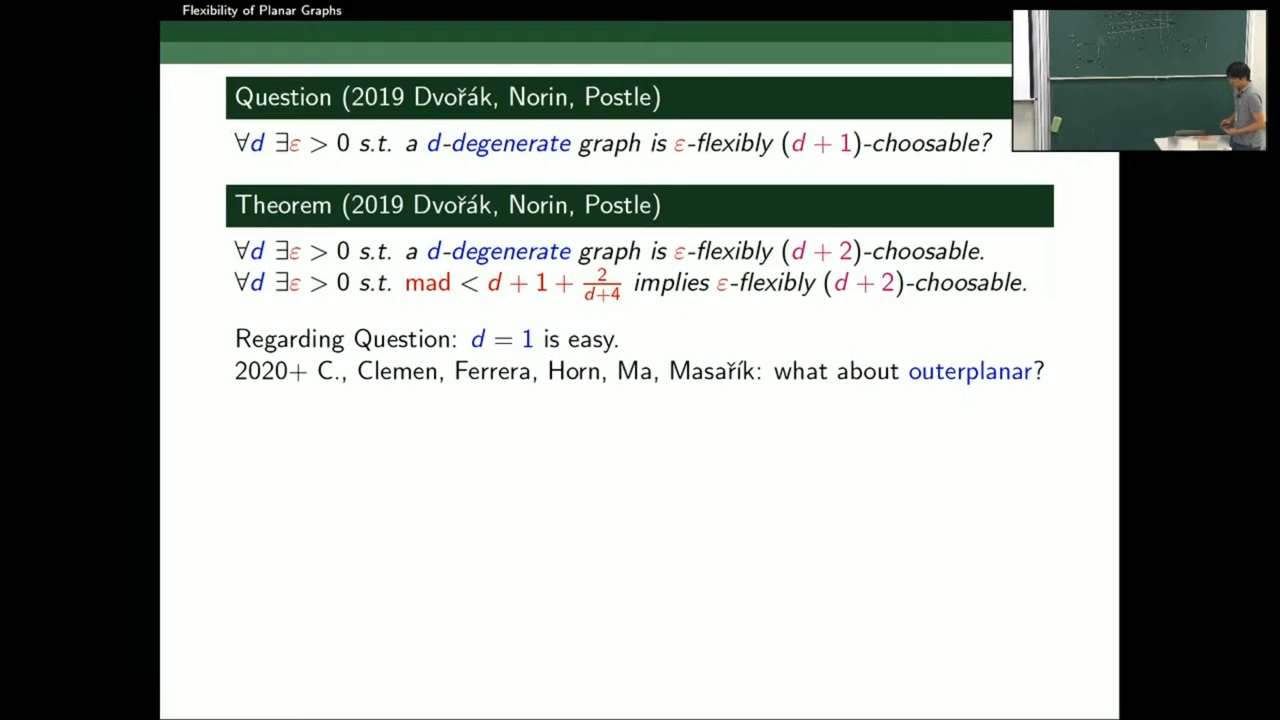 Flexibility of Planar Graphs
Question (2019 Dvořák, Norin, Postle)
∀d ∃ε > 0 s.t. a d-degenerate graph is ε-flexibly (d + 1)-choosable?
Theorem (2019 Dvořák, Norin, Postle)
∀d ∃ε > 0 s.t. a d-degenerate graph is ε-flexibly (d + 2)-choosable.
∀d ∃ε > 0 s.t. mad < d + 1 + 2/(d+4) implies ε-flexibly (d + 2)-choosable.
Regarding Question: d = 1 is easy.
2020+ C., Clemen, Ferrera, Horn, Ma, Masařík: what about outerplanar?